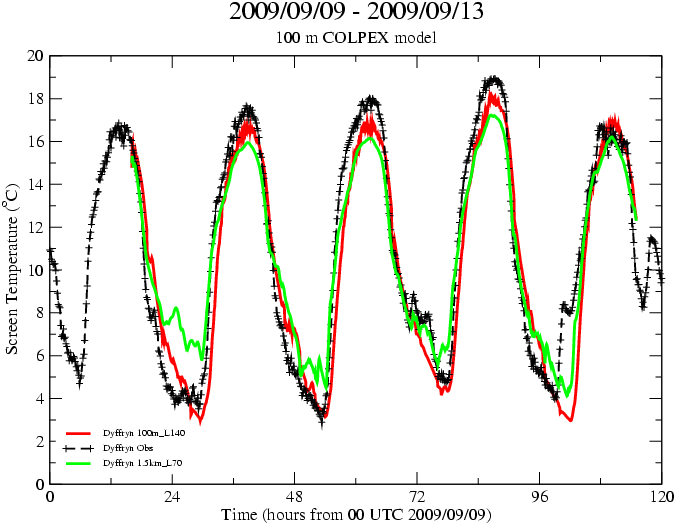 2009/09/09 - 2009/09/13
100 m COLPEX model
20
18
16
14
12
10
8
6
4
2
0
Screen Temperature (°C)
Dyffryn 100m_L140
Dyffryn Obs
Dyffryn 1.5km_L70
0 24 48 72 96 120
Time (hours from 00 UTC 2009/09/09)